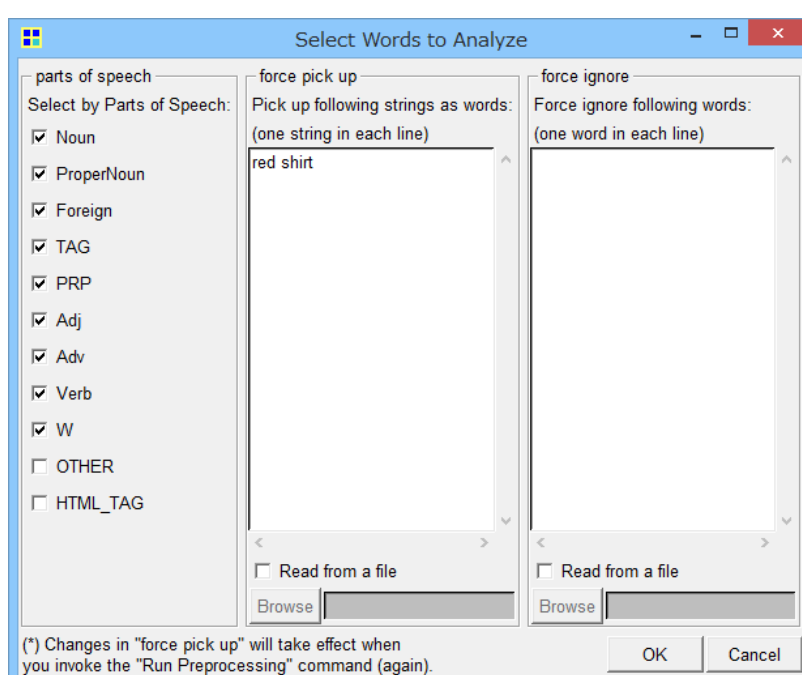 Select Words to Analyze
parts of speech
Select by Parts of Speech:
Noun
ProperNoun
Foreign
TAG
PRP
Adj
Adv
Verb
W
OTHER
HTML_TAG
force pick up
Pick up following strings as words:
(one string in each line)
red shirt
Read from a file
Browse
force ignore
Force ignore following words:
(one word in each line)
Read from a file
Browse
(*) Changes in "force pick up" will take effect when
you invoke the "Run Preprocessing" command (again).
OK
Cancel